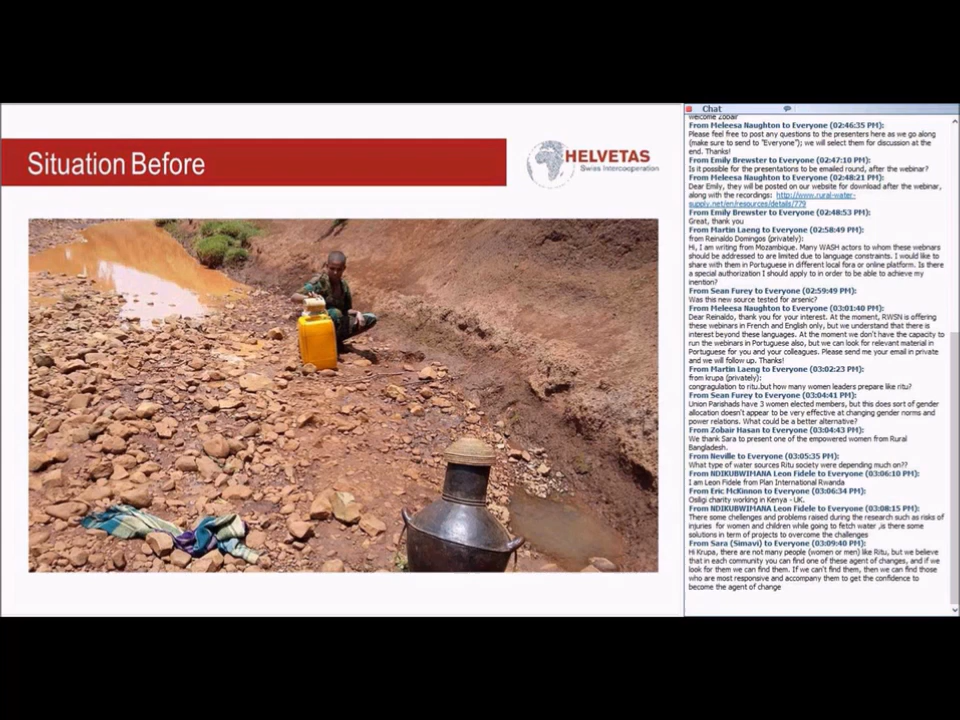 Situation Before
HELVETAS
Swiss Intercooperation
Chat
welcome Zobair
From Meleesa Naughton to Everyone (02:46:35 PM):
Please feel free to post any questions to the presenters here as we go along
(make sure to send to "Everyone"); we will select them for discussion at the
end. Thanks!
From Emily Brewster to Everyone (02:47:10 PM):
Is it possible for the presentations to be emailed round, after the webinar?
From Meleesa Naughton to Everyone (02:48:21 PM):
Dear Emily, they will be posted on our website for download after the webinar,
along with the recordings: http://www.rural-water-
supply.net/en/resources/details/779
From Emily Brewster to Everyone (02:48:53 PM):
Great, thank you
From Martin Laeng to Everyone (02:58:49 PM):
from Reinaldo Domingos (privately):
Hi, I am writing from Mozambique. Many WASH actors to whom these webinars
should be addressed to are limited due to language constraints. I would like to
share with them in Portuguese in different local fora or online platform. Is there
a special authorization I should apply to in order to be able to achieve my
inention?
From Sean Furey to Everyone (02:59:49 PM):
Was this new source tested for arsenic?
From Meleesa Naughton to Everyone (03:01:40 PM):
Dear Reinaldo, thank you for your interest. At the moment, RWSN is offering
these webinars in French and English only, but we understand that there is
interest beyond these languages. At the moment we don't have the capacity to
run the webinars in Portuguese also, but we can look for relevant material in
Portuguese for you and your colleagues. Please send me your email in private
and we will follow up. Thanks!
From Martin Laeng to Everyone (03:02:23 PM):
from krupa (privately):
congragulation to ritu.but how many women leaders prepare like ritu?
From Sean Furey to Everyone (03:04:41 PM):
Union Parishads have 3 women elected members, but this does sort of gender
allocation doesn't appear to be very effective at changing gender norms and
power relations. What could be a better alternative?
From Zobair Hasan to Everyone (03:04:43 PM):
We thank Sara to present one of the empowered women from Rural
Bangladesh.
From Neville to Everyone (03:05:35 PM):
What type of water sources Ritu society were depending much on??
From NDIKUBWIMANA Leon Fidele to Everyone (03:06:10 PM):
I am Leon Fidele from Plan International Rwanda
From Eric McKinnon to Everyone (03:06:34 PM):
Osiligi charity working in Kenya - UK.
From NDIKUBWIMANA Leon Fidele to Everyone (03:08:15 PM):
There some challenges and problems raised during the research such as risks of
injuries for women and children while going to fetch water ,is there some
solutions in term of projects to overcome the challenges
From Sara (Simavi) to Everyone (03:09:40 PM):
Hi Krupa, there are not many people (women or men) like Ritu, but we believe
that in each community you can find one of these agent of changes, and if we
look for them we can find them. If we can't find them, then we can find those
who are most responsive and accompany them to get the confidence to
become the agent of change